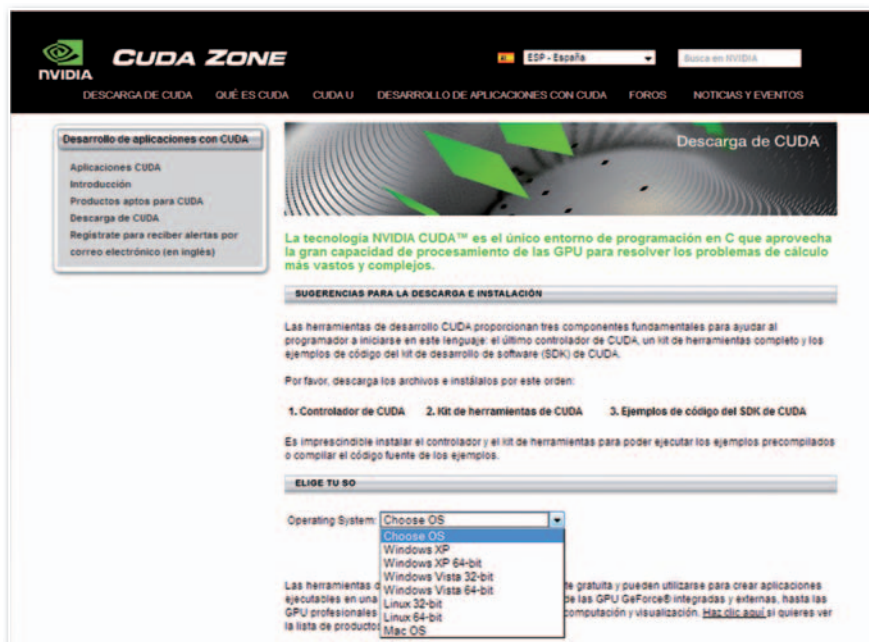 NVIDIA
CUDA ZONE
ESP - España
Busca en NVIDIA
DESCARGA DE CUDA QUÉ ES CUDA CUDA U DESARROLLO DE APLICACIONES CON CUDA FOROS NOTICIAS Y EVENTOS
Desarrollo de aplicaciones con CUDA
Aplicaciones CUDA
Introducción
Productos aptos para CUDA
Descarga de CUDA
Regístrate para recibir alertas por
correo electrónico (en inglés)
Descarga de CUDA
La tecnología NVIDIA CUDA™ es el único entorno de programación en C que aprovecha
la gran capacidad de procesamiento de las GPU para resolver los problemas de cálculo
más vastos y complejos.
SUGERENCIAS PARA LA DESCARGA E INSTALACIÓN
Las herramientas de desarrollo CUDA proporcionan tres componentes fundamentales para ayudar al
programador a iniciarse en este lenguaje: el último controlador de CUDA, un kit de herramientas completo y los
ejemplos de código del kit de desarrollo de software (SDK) de CUDA.
Por favor, descarga los archivos e instálalos por este orden:
1. Controlador de CUDA 2. Kit de herramientas de CUDA 3. Ejemplos de código del SDK de CUDA
Es imprescindible instalar el controlador y el kit de herramientas para poder ejecutar los ejemplos precompilados
o compilar el código fuente de los ejemplos.
ELIGE TU SO
Operating System: Choose OS
Choose OS
Windows XP
Windows XP 64-bit
Windows Vista 32-bit
Windows Vista 64-bit
Linux 32-bit
Linux 64-bit
Mac OS
Las herramientas gratuita y pueden utilizarse para crear aplicaciones
ejecutables en una de las GPU GeForce® integradas y externas, hasta las
GPU profesionales computación y visualización. Haz clic aquí si quieres ver
la lista de